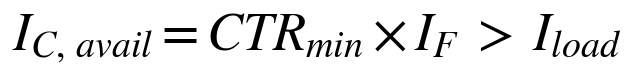 I_{C, avail} = CTR_{min} × I_F > I_{load}